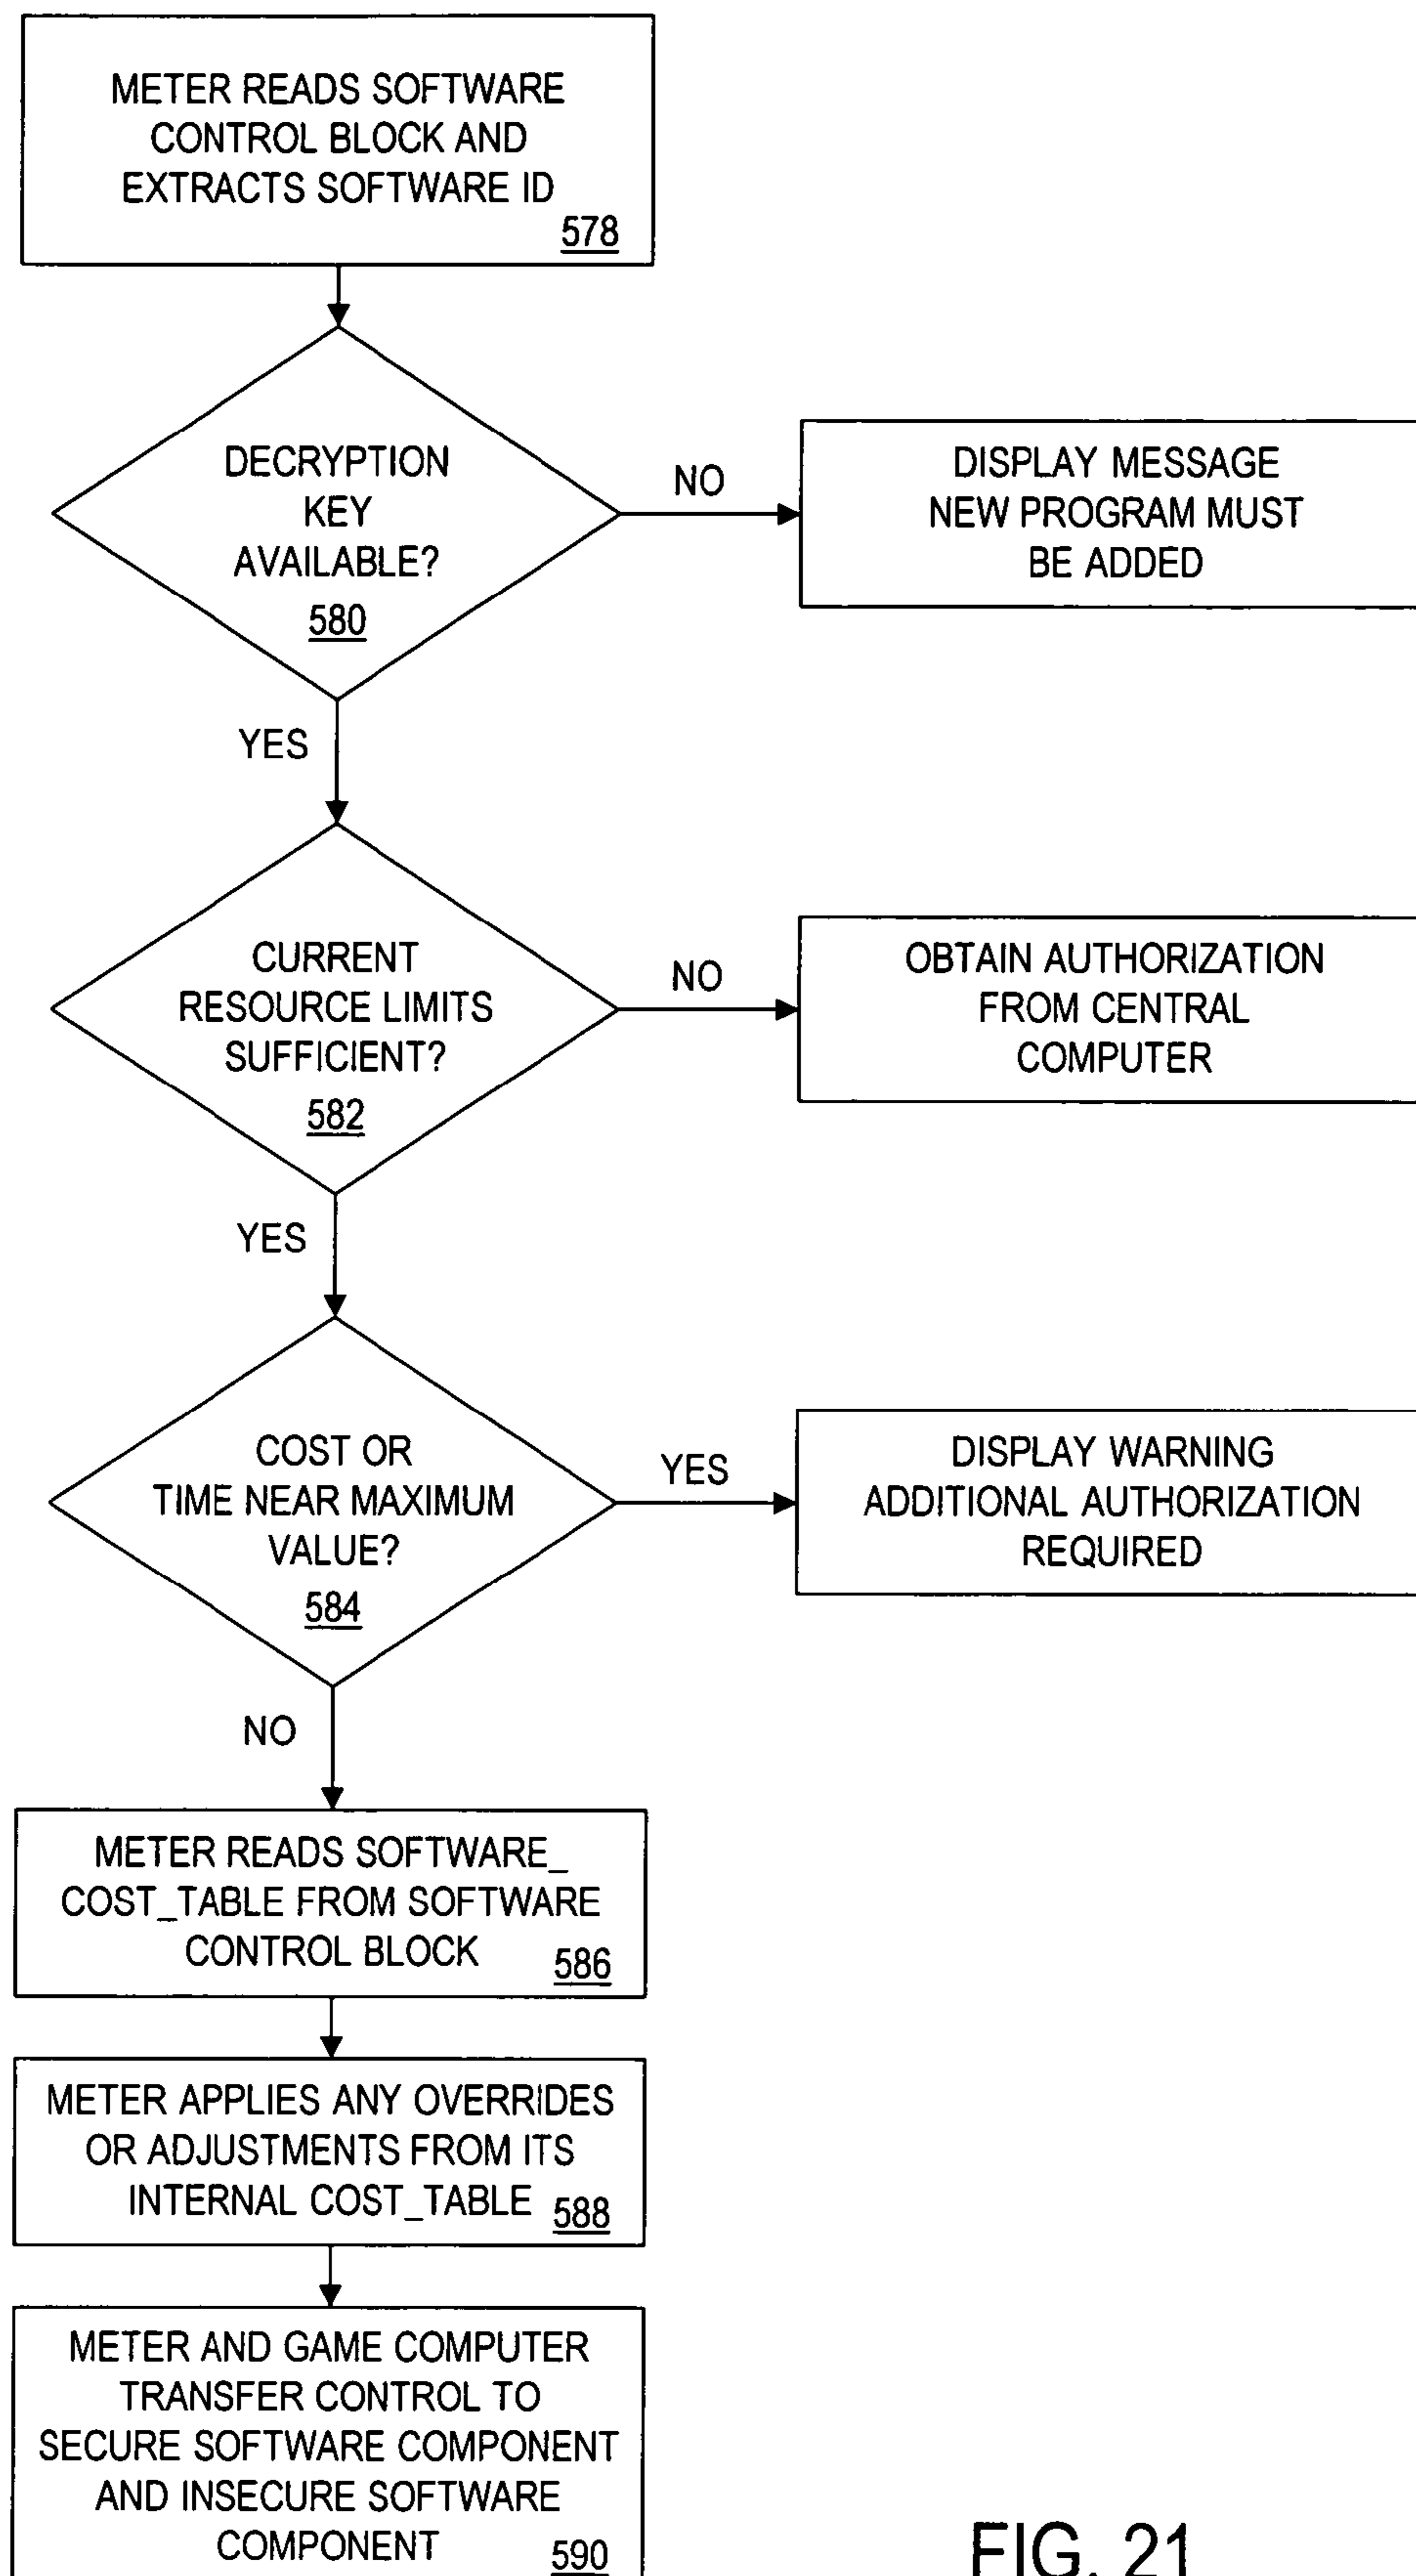 METER READS SOFTWARE
CONTROL BLOCK AND
EXTRACTS SOFTWARE ID
578
DECRYPTION
KEY
AVAILABLE?
580
NO
DISPLAY MESSAGE
NEW PROGRAM MUST
BE ADDED
YES
CURRENT
RESOURCE LIMITS
SUFFICIENT?
582
NO
OBTAIN AUTHORIZATION
FROM CENTRAL
COMPUTER
YES
COST OR
TIME NEAR MAXIMUM
VALUE?
584
YES
DISPLAY WARNING
ADDITIONAL AUTHORIZATION
REQUIRED
NO
METER READS SOFTWARE_
COST_TABLE FROM SOFTWARE
CONTROL BLOCK
586
METER APPLIES ANY OVERRIDES
OR ADJUSTMENTS FROM ITS
INTERNAL COST_TABLE
588
METER AND GAME COMPUTER
TRANSFER CONTROL TO
SECURE SOFTWARE COMPONENT
AND INSECURE SOFTWARE
COMPONENT
590
FIG. 21